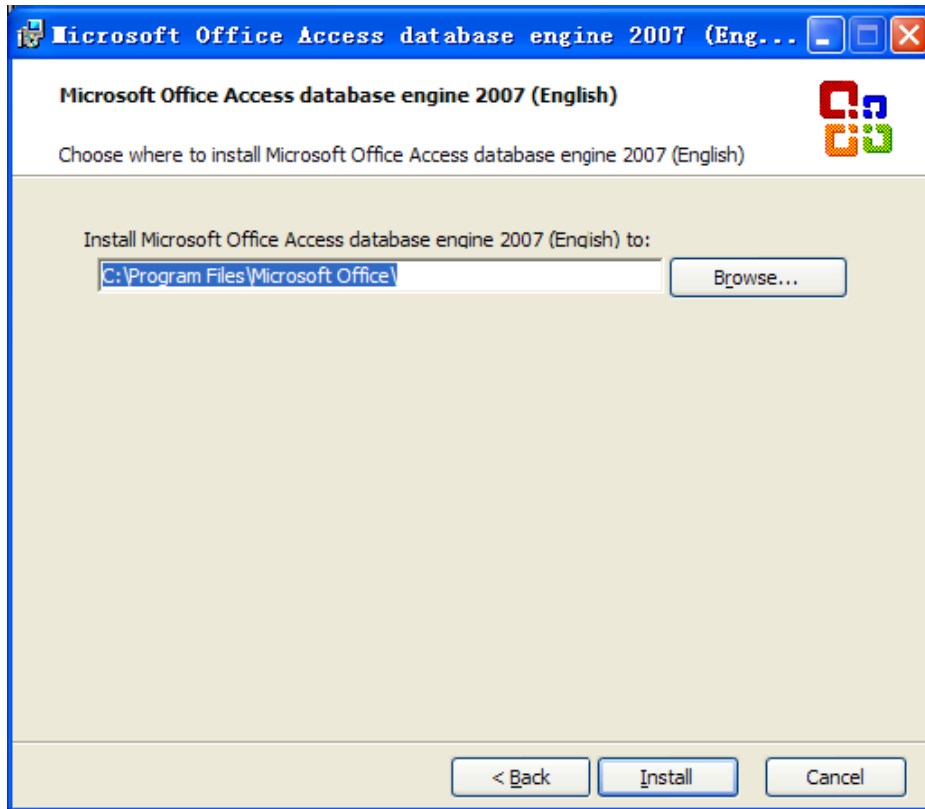 Microsoft Office Access database engine 2007 (Eng...
Microsoft Office Access database engine 2007 (English)
Choose where to install Microsoft Office Access database engine 2007 (English)
Install Microsoft Office Access database engine 2007 (Engish) to:
C:\Program Files\Microsoft Office\
Browse...
< Back
Install
Cancel